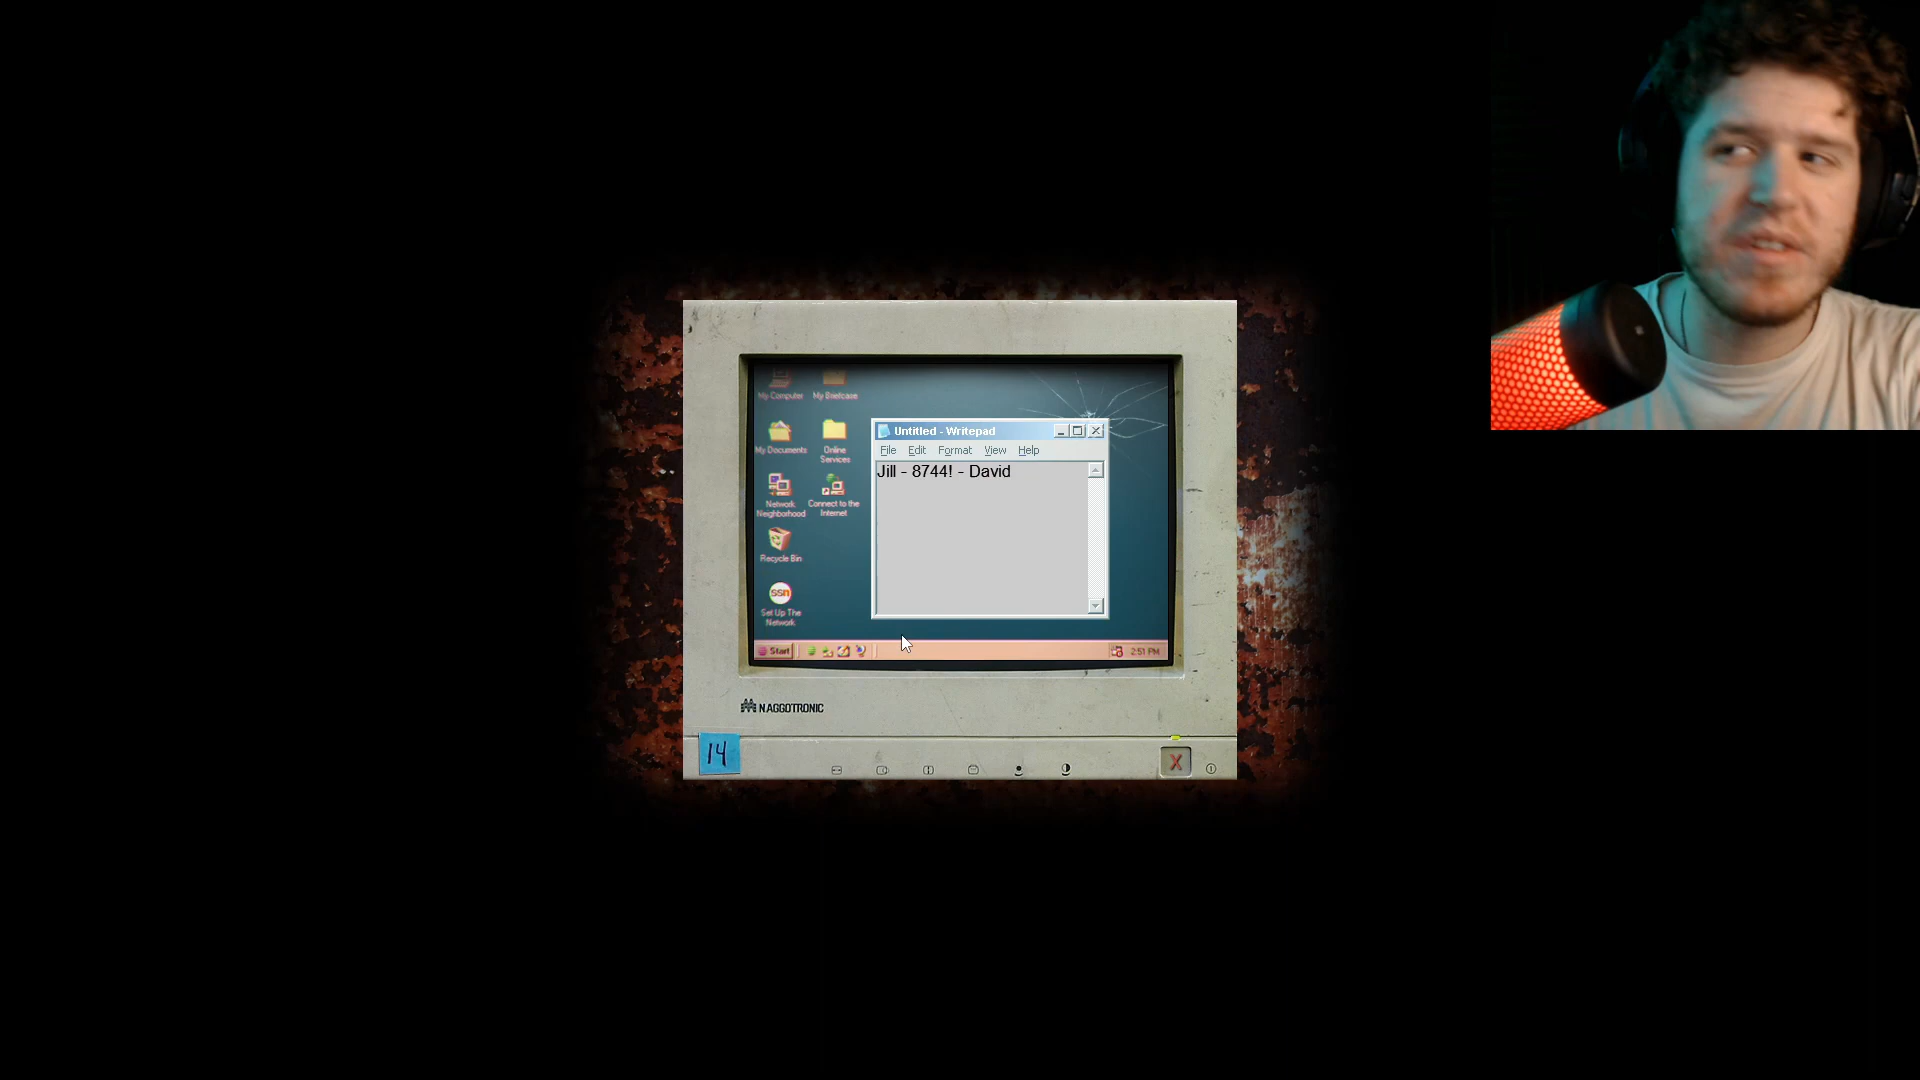 My Computer
My Briefcase
Untitled - Writepad
File Edit Format View Help
Jill - 8744! - David
My Documents
Online Services
Network Neighborhood
Connect to the Internet
Recycle Bin
ssn
Set Up The Network
Start
2:51 PM
NAGGOTRONIC
14
X